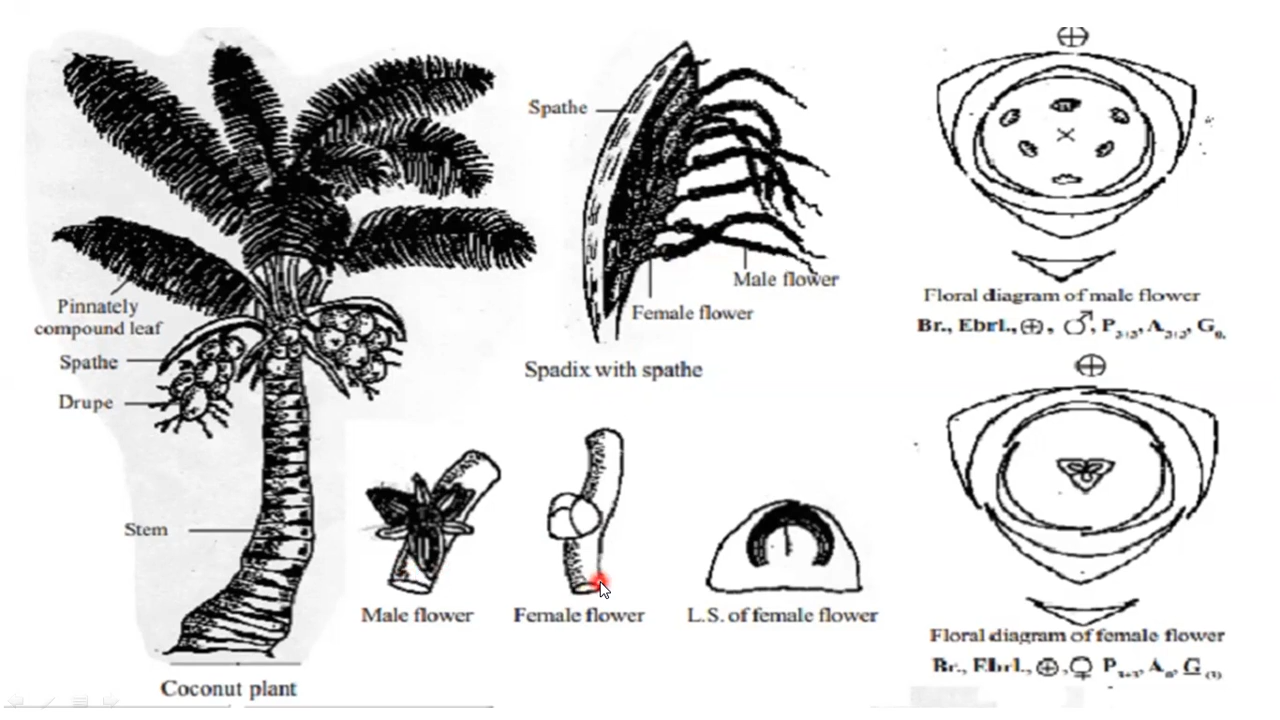 Spathe
Male flower
Female flower
Spadix with spathe
Pinnately
compound leaf
Spathe
Drupe
Stem
Coconut plant
Male flower
Female flower
L.S. of female flower
Floral diagram of male flower
Br., Ebrl., ⊕, ♂, P₃₊₃, A₃₊₃, G₀.
Floral diagram of female flower
Br., Ebrl., ⊕, ♀ P₃₊₃, A₀, G̲₍₃₎